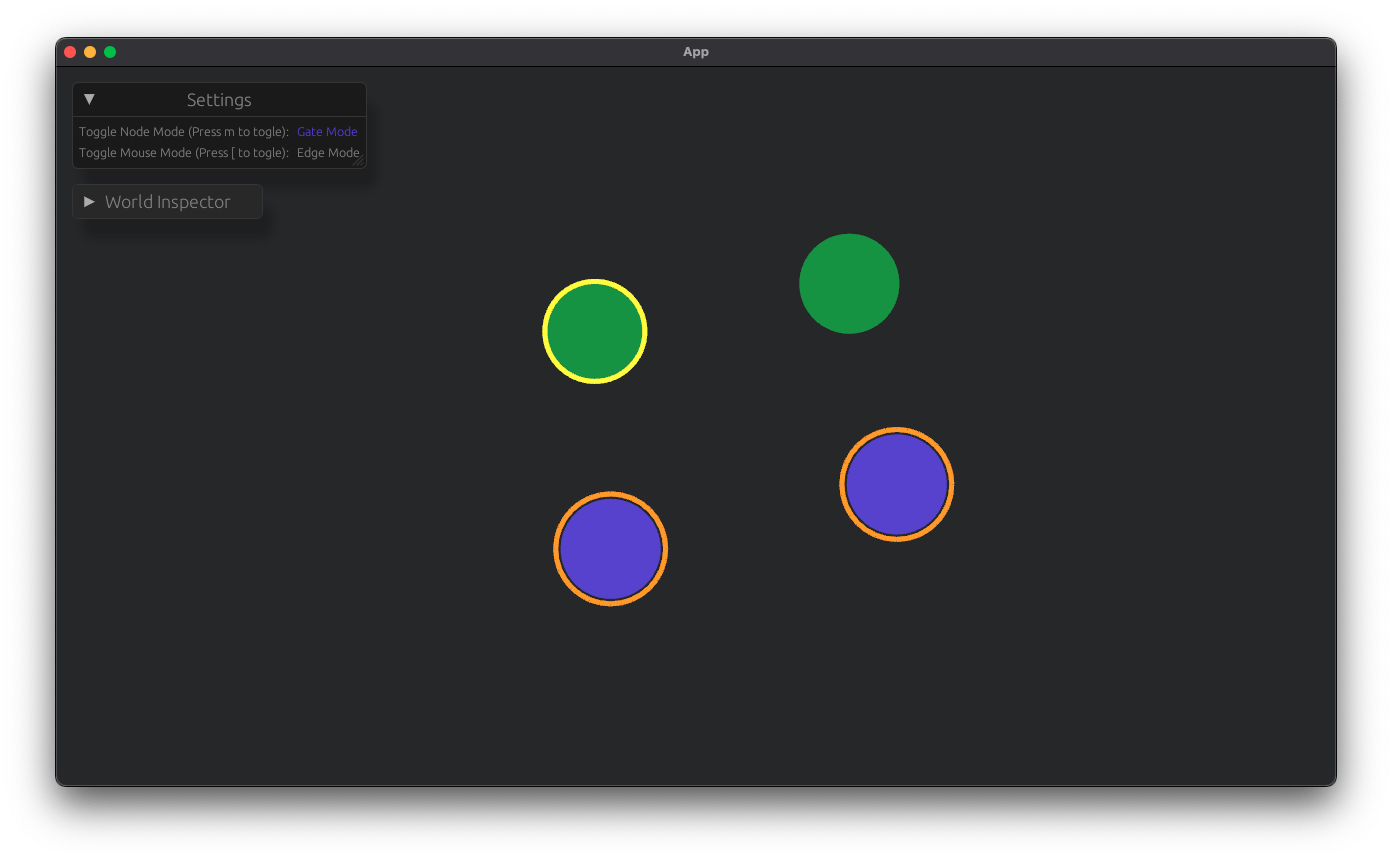 App
Settings
Toggle Node Mode (Press m to togle): Gate Mode
Toggle Mouse Mode (Press [ to togle): Edge Mode
World Inspector